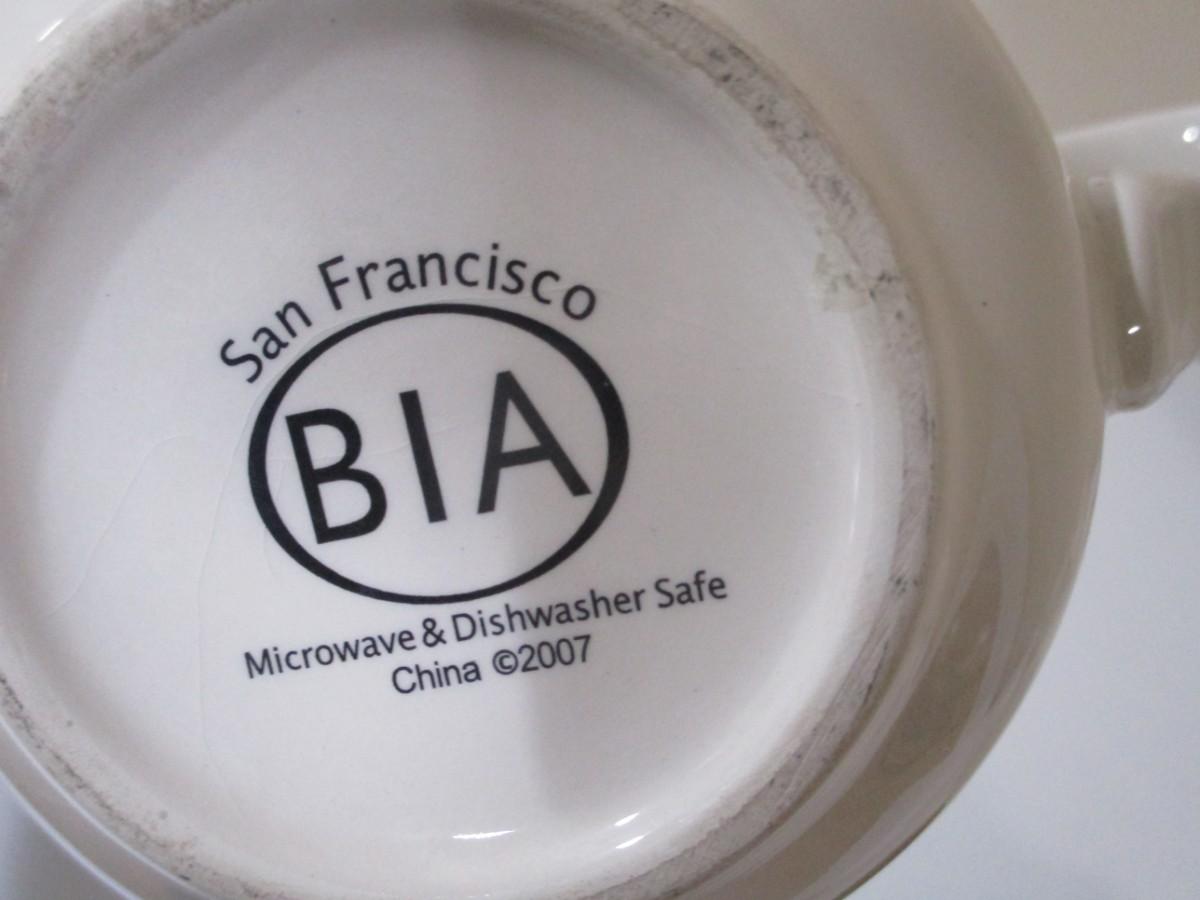 San Francisco
BIA
Microwave & Dishwasher Safe
China ©2007